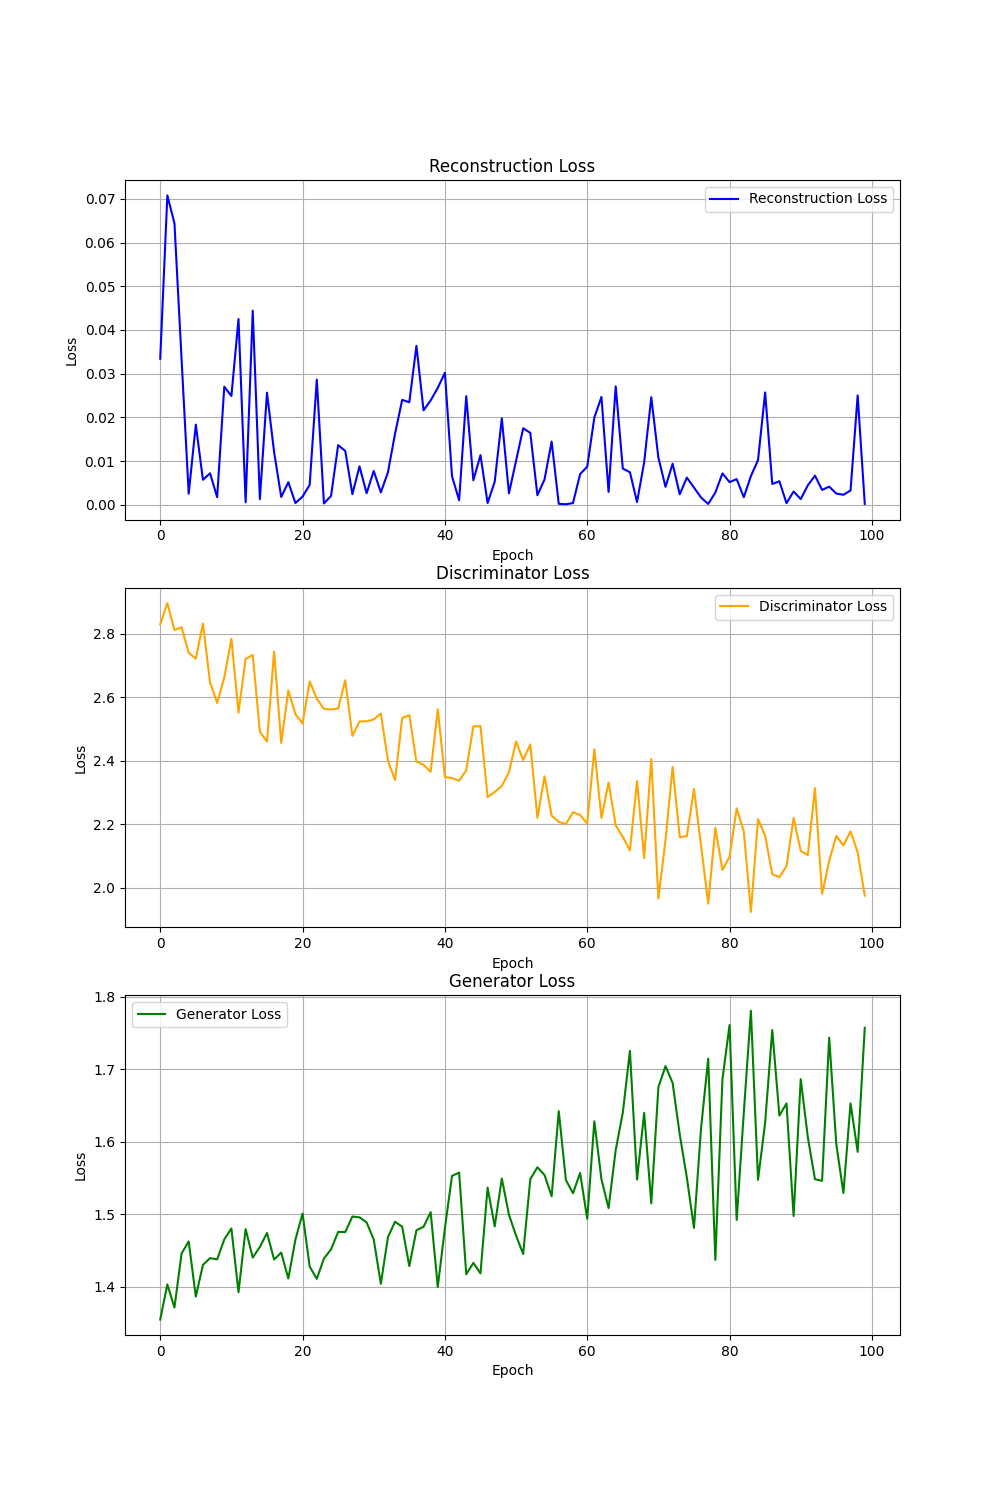 Reconstruction Loss
Reconstruction Loss
0.07
0.06
0.05
0.04
0.03
0.02
0.01
0.00
Loss
0 20 40 60 80 100
Epoch
Discriminator Loss
Discriminator Loss
2.8
2.6
2.4
2.2
2.0
Loss
0 20 40 60 80 100
Epoch
Generator Loss
Generator Loss
1.8
1.7
1.6
1.5
1.4
Loss
0 20 40 60 80 100
Epoch